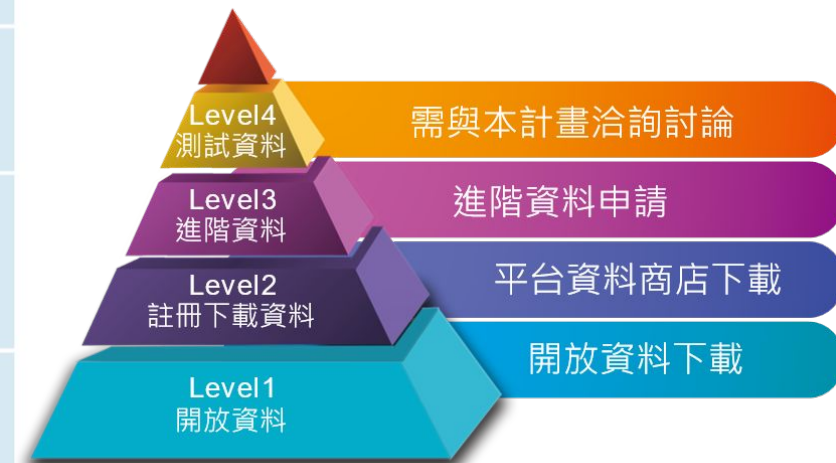 Level4
測試資料
需與本計畫洽詢討論
Level3
進階資料
進階資料申請
Level2
註冊下載資料
平台資料商店下載
Level1
開放資料
開放資料下載